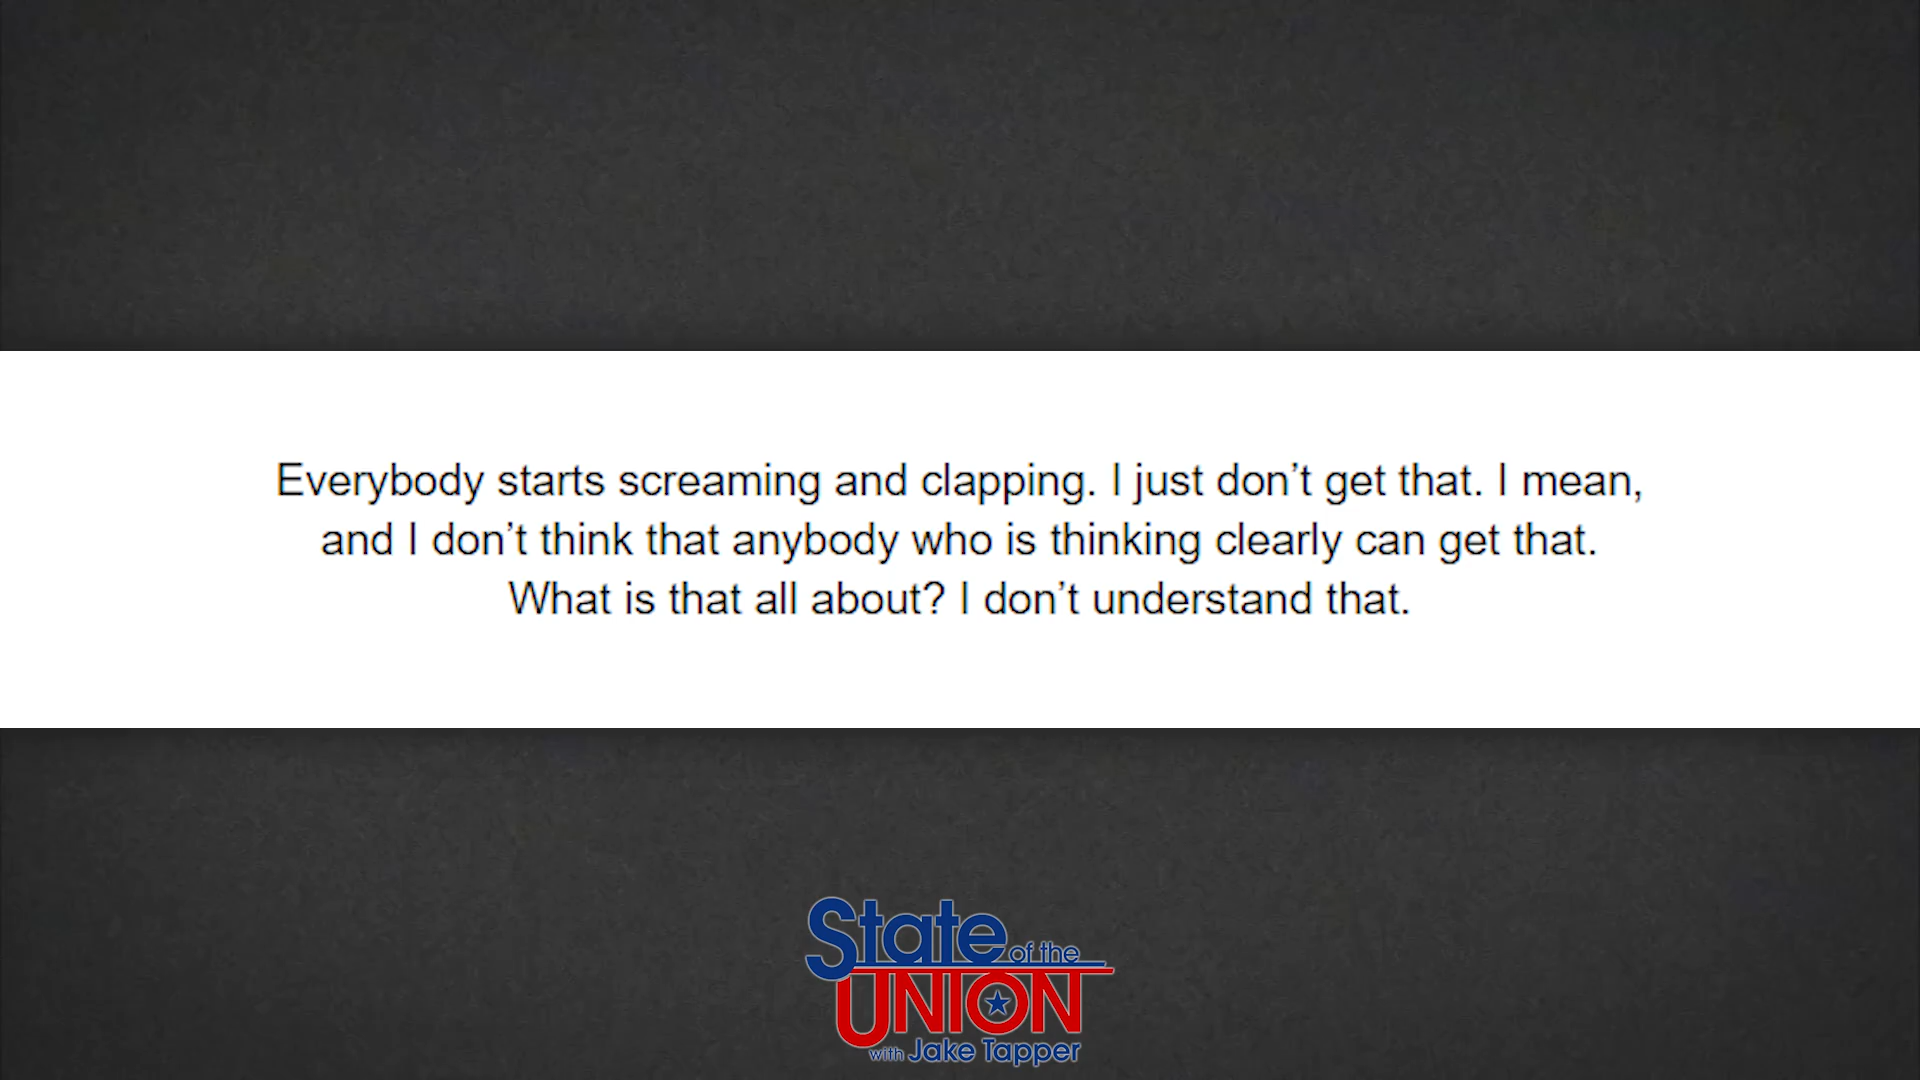 Everybody starts screaming and clapping. I just don’t get that. I mean,
and I don’t think that anybody who is thinking clearly can get that.
What is that all about? I don’t understand that.
State of the
UNION
with Jake Tapper